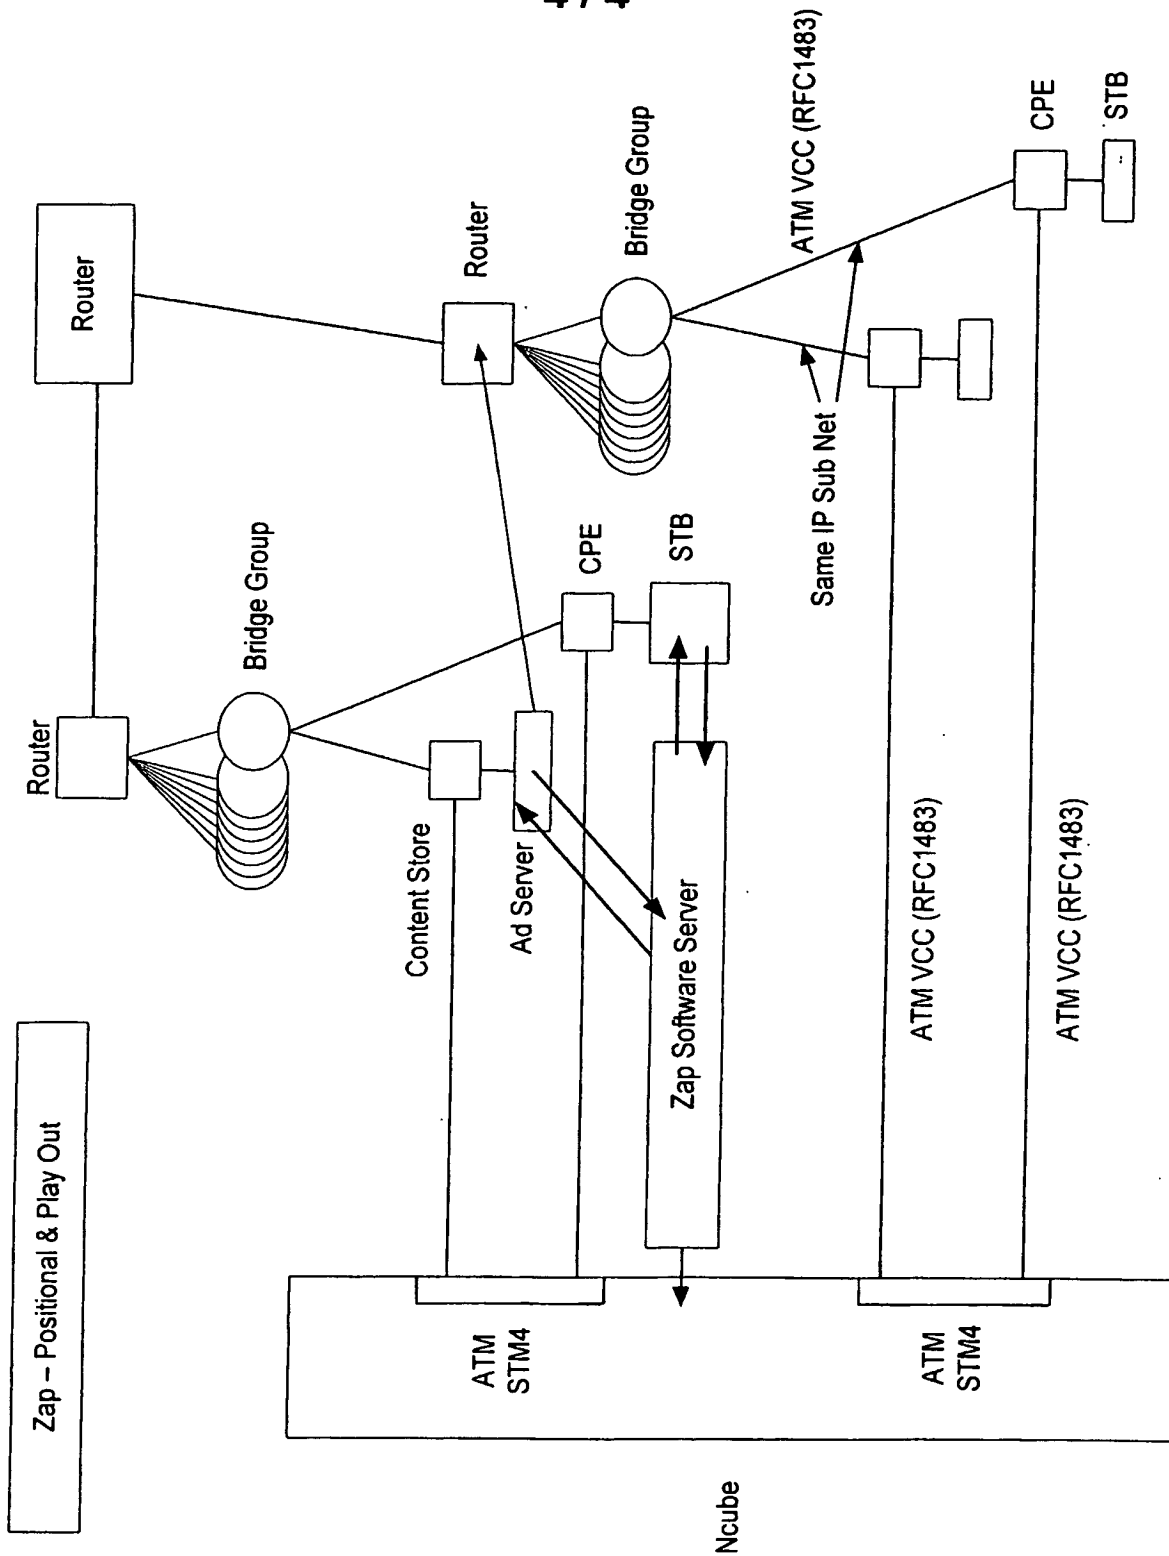 4 / 4
Zap – Positional & Play Out
Router
Router
Bridge Group
Router
Bridge Group
Content Store
Ad Server
CPE
STB
Zap Software Server
Same IP Sub Net
ATM VCC (RFC1483)
CPE
STB
ATM
STM4
ATM VCC (RFC1483)
ATM VCC (RFC1483)
ATM
STM4
Ncube